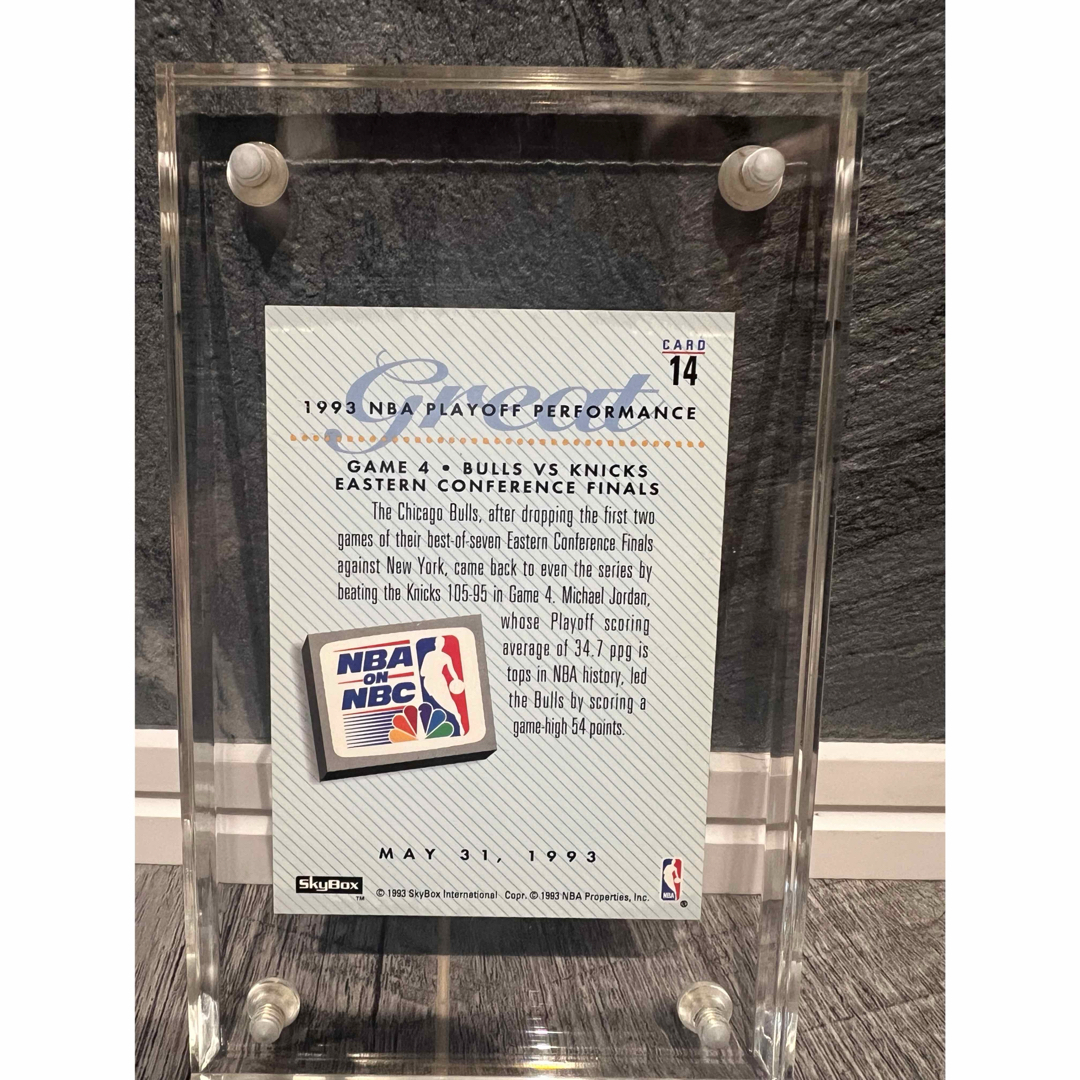 CARD
14
Great
1993 NBA PLAYOFF PERFORMANCE
GAME 4 • BULLS VS KNICKS
EASTERN CONFERENCE FINALS
The Chicago Bulls, after dropping the first two
games of their best-of-seven Eastern Conference Finals
against New York, came back to even the series by
beating the Knicks 105-95 in Game 4. Michael Jordan,
whose Playoff scoring
average of 34.7 ppg is
tops in NBA history, led
the Bulls by scoring a
game-high 54 points.
NBA
ON
NBC
MAY 31, 1993
SkyBox
™
© 1993 SkyBox International Copr. © 1993 NBA Properties, Inc.
NBA
®